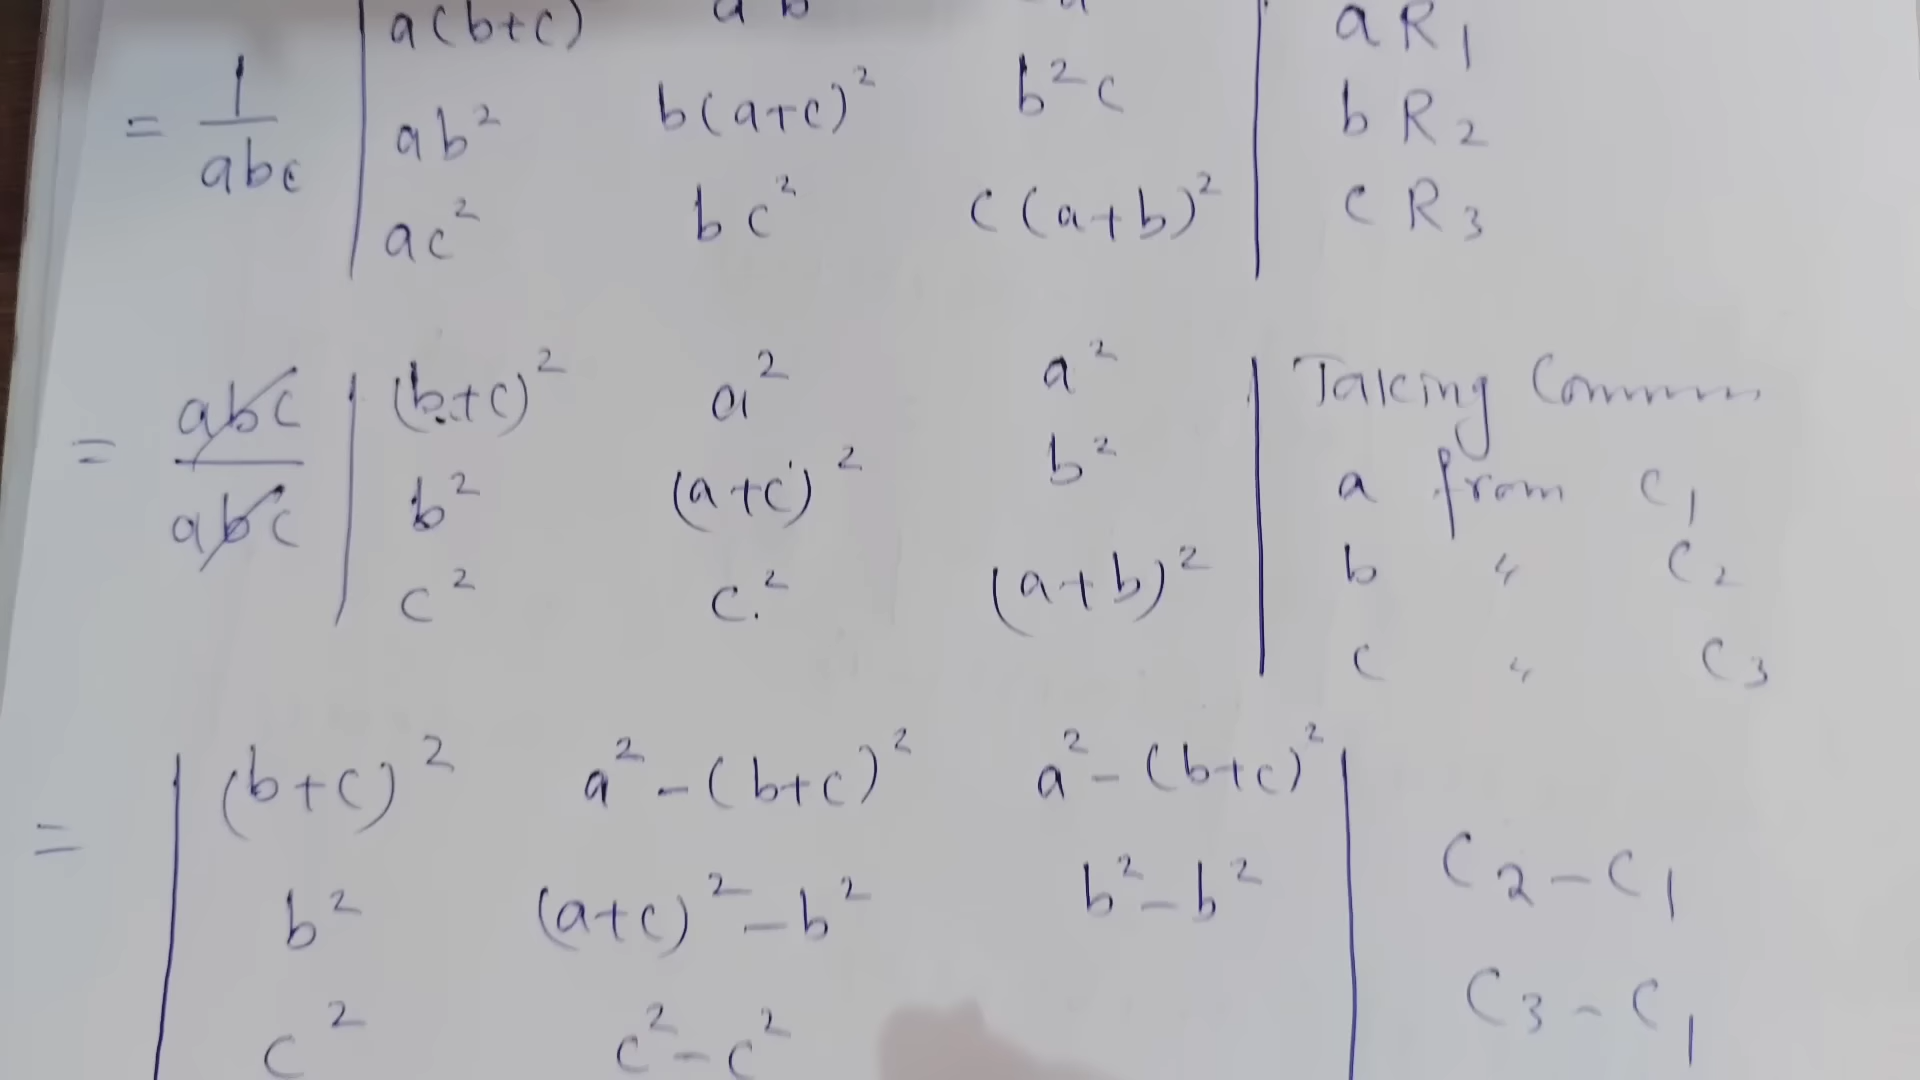 a(b+c) a b a aR₁
= 1/abc | ab² b(a+c)² b²c | bR₂
ac² bc² c(a+b)² cR₃
= abc/abc | (b+c)² a² a² | Taking Common
b² (a+c)² b² a from C₁
c² c² (a+b)² b " C₂
c " C₃
= | (b+c)² a²-(b+c)² a²-(b+c)² |
b² (a+c)²-b² b²-b² C₂-C₁
c² c²-c² C₃-C₁